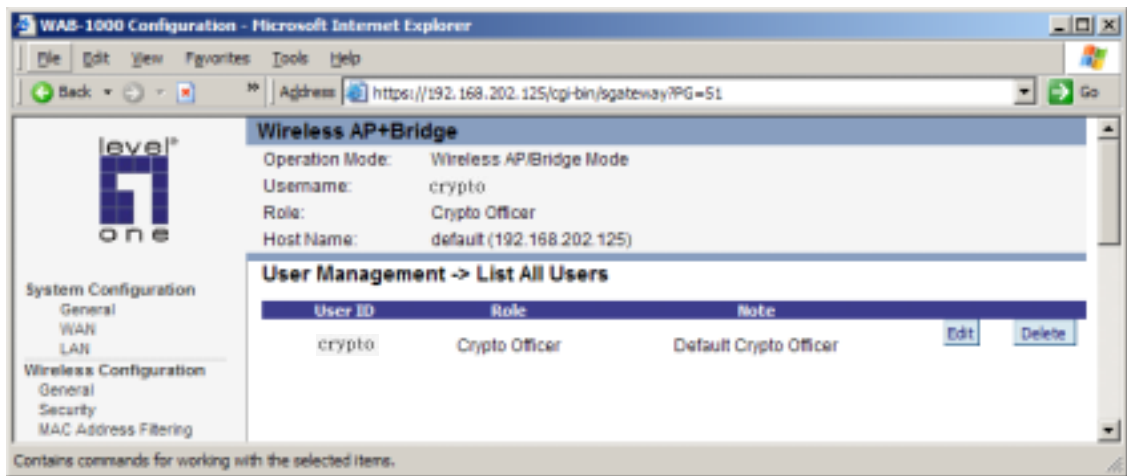 WAB-1000 Configuration - Microsoft Internet Explorer
File Edit View Favorites Tools Help
Back Address https://192.168.202.125/cgi-bin/sgateway?PG=51 Go
level®
one
Wireless AP+Bridge
Operation Mode: Wireless AP/Bridge Mode
Username: crypto
Role: Crypto Officer
Host Name: default (192.168.202.125)
User Management -> List All Users
User ID Role Note
crypto Crypto Officer Default Crypto Officer Edit Delete
System Configuration
General
WAN
LAN
Wireless Configuration
General
Security
MAC Address Filtering
Contains commands for working with the selected items.